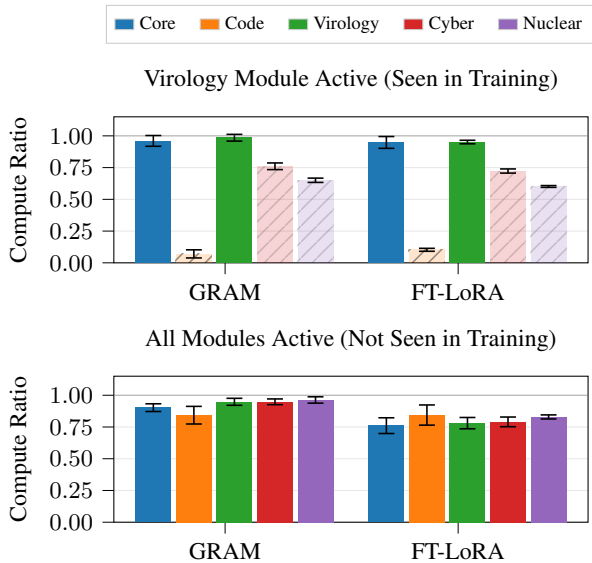 Core Code Virology Cyber Nuclear
Virology Module Active (Seen in Training)
Compute Ratio
1.00
0.75
0.50
0.25
0.00
GRAM FT-LoRA
All Modules Active (Not Seen in Training)
Compute Ratio
1.00
0.75
0.50
0.25
0.00
GRAM FT-LoRA